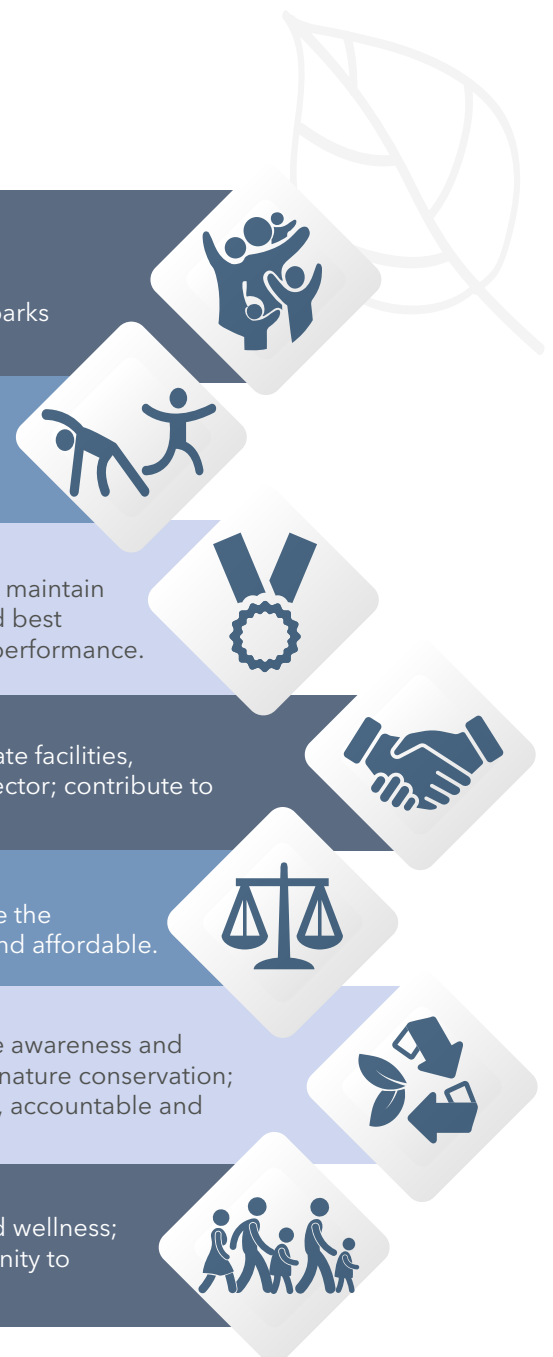 arks
maintain
d best
performance.
ate facilities,
ector; contribute to
e the
nd affordable.
e awareness and
nature conservation;
, accountable and
d wellness;
nity to